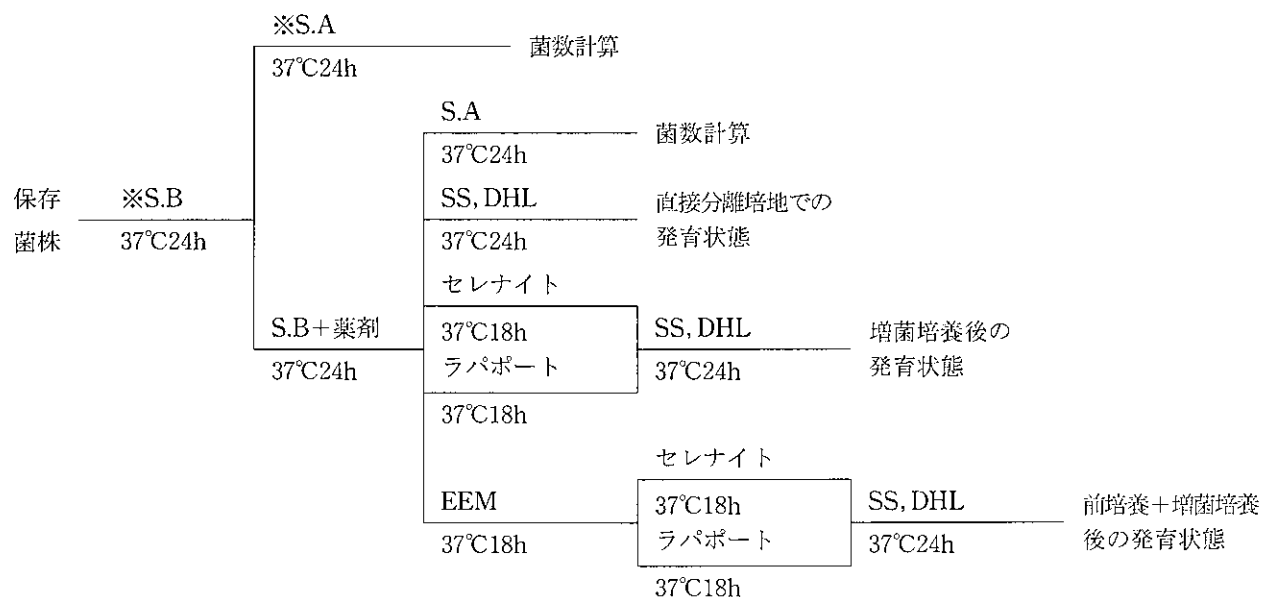 ※S.A
37℃24h
菌数計算
S.A
37℃24h
菌数計算
保存
菌株
※S.B
37℃24h
SS, DHL
37℃24h
直接分離培地での
発育状態
セレナイト
37℃18h
ラパポート
37℃18h
S.B+薬剤
37℃24h
SS, DHL
37℃24h
増菌培養後の
発育状態
EEM
37℃18h
セレナイト
37℃18h
ラパポート
37℃18h
SS, DHL
37℃24h
前培養+増菌培養
後の発育状態